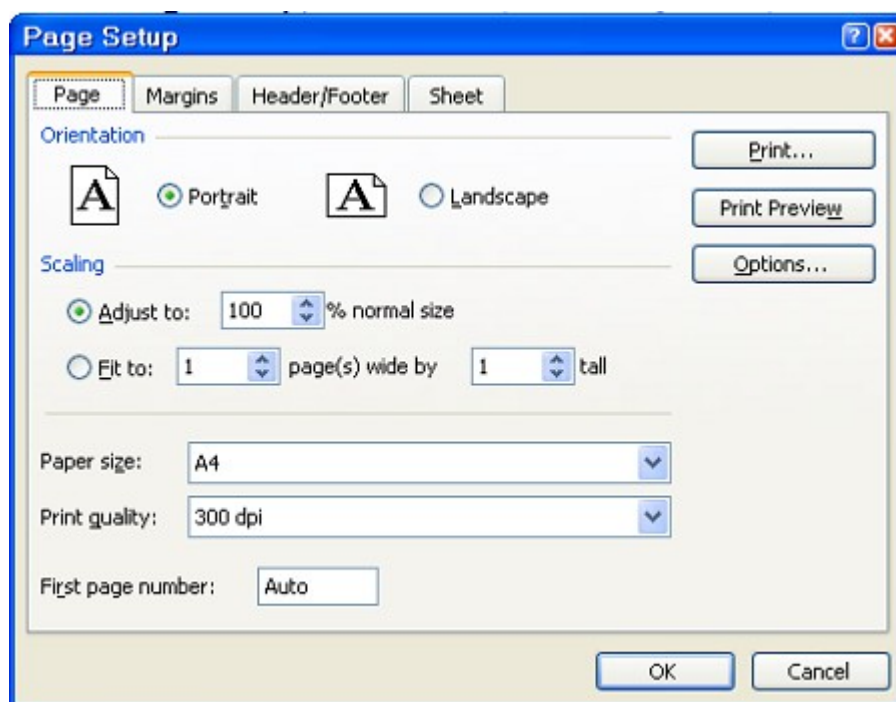 Page Setup
Page Margins Header/Footer Sheet
Orientation
Print...
A Portrait A Landscape
Print Preview
Scaling
Options...
Adjust to: 100 % normal size
Fit to: 1 page(s) wide by 1 tall
Paper size: A4
Print quality: 300 dpi
First page number: Auto
OK Cancel